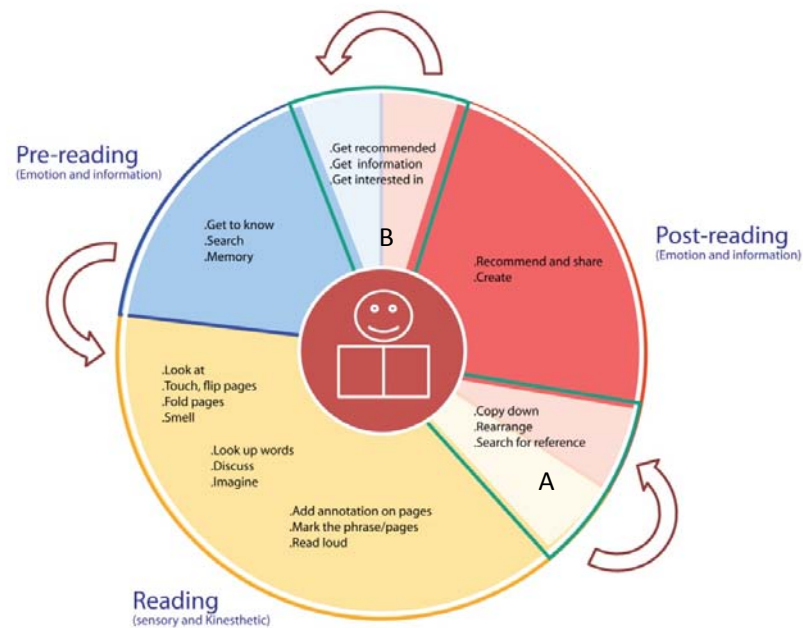 .Get recommended
.Get information
.Get interested in
B
Pre-reading
(Emotion and information)
.Get to know
.Search
.Memory
Post-reading
(Emotion and information)
.Recommend and share
.Create
.Look at
.Touch, flip pages
.Fold pages
.Smell
.Copy down
.Rearrange
.Search for reference
A
.Look up words
.Discuss
.Imagine
.Add annotation on pages
.Mark the phrase/pages
.Read loud
Reading
(sensory and Kinesthetic)